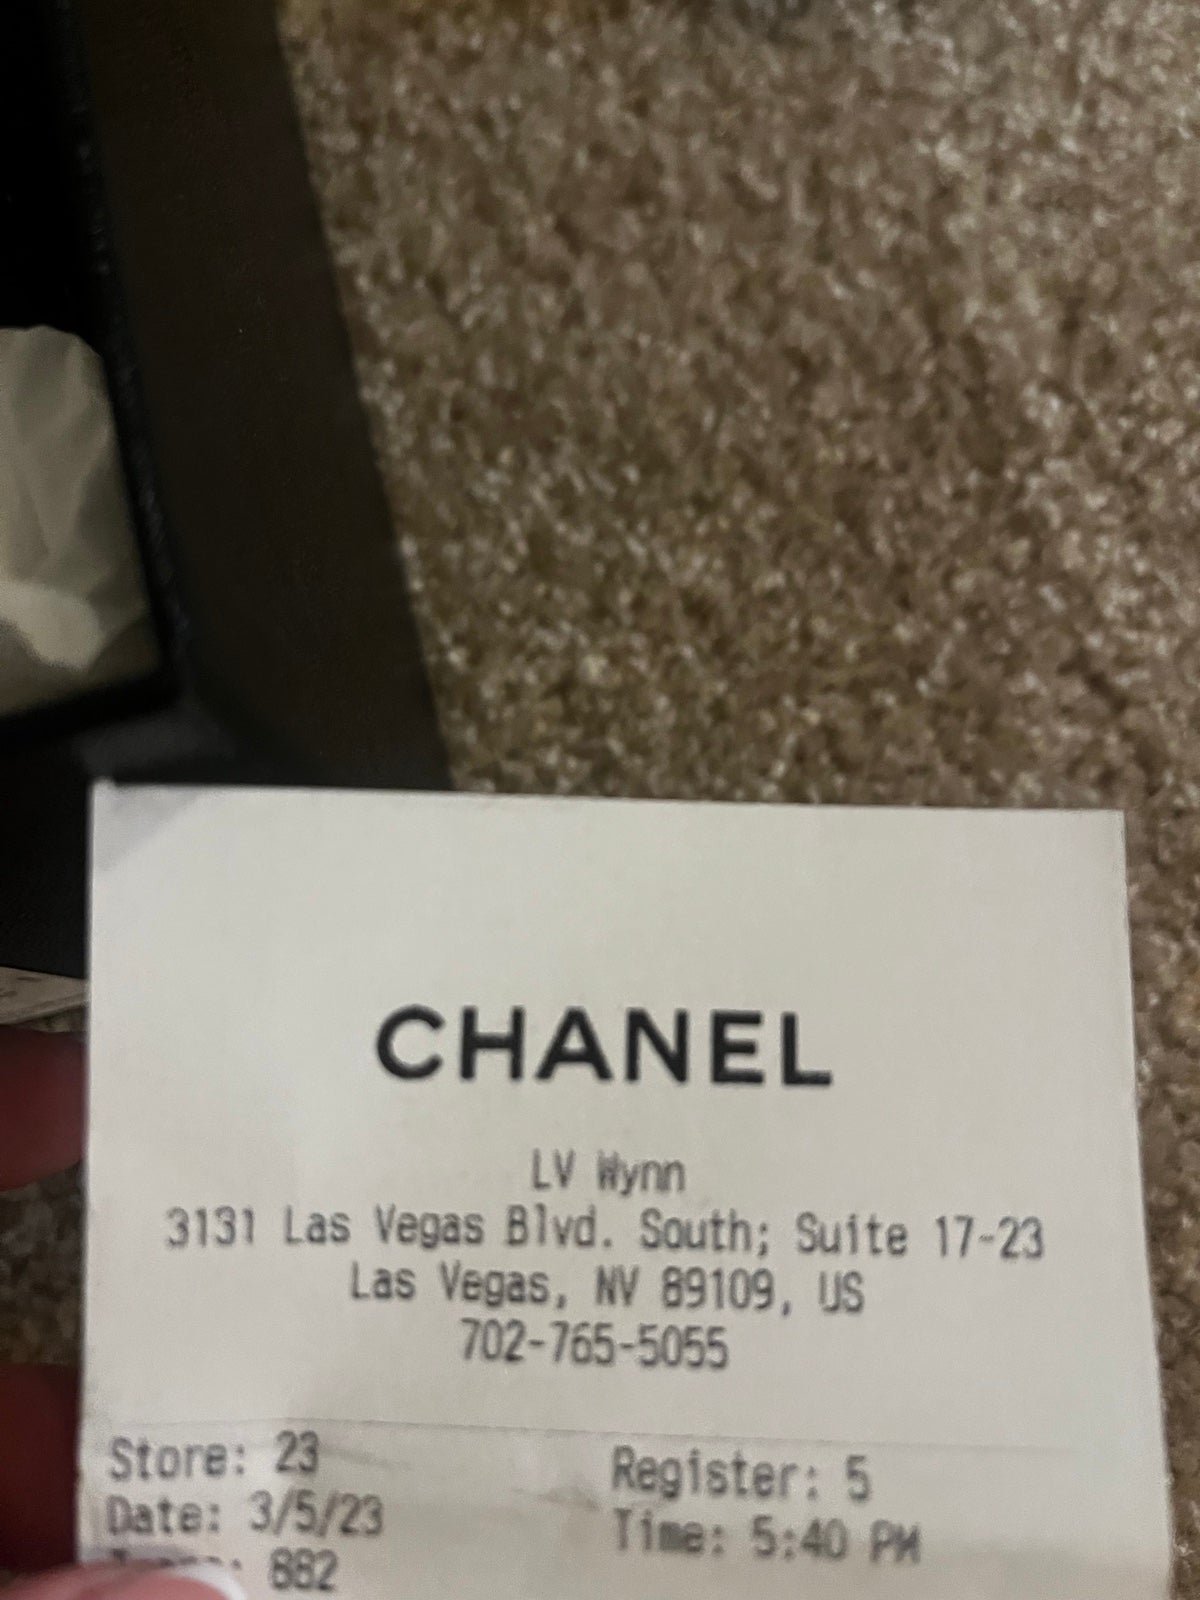 CHANEL
LV Wynn
3131 Las Vegas Blvd. South; Suite 17-23
Las Vegas, NV 89109, US
702-765-5055
Store: 23 Register: 5
Date: 3/5/23 Time: 5:40 PM
882